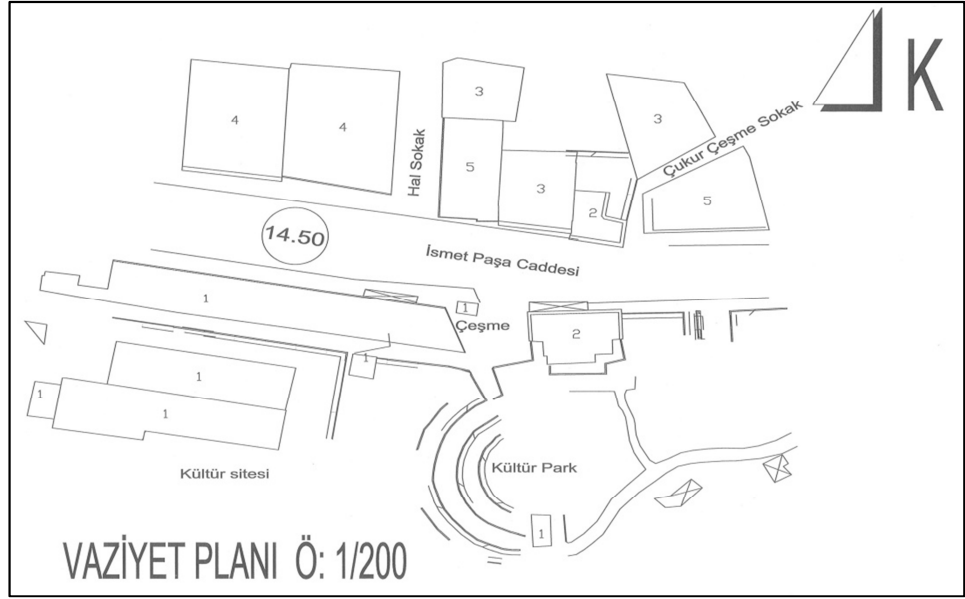 K
3
4
4
3
Çukur Çeşme Sokak
Hal Sokak
5
3
5
2
14.50
İsmet Paşa Caddesi
1
1
Çeşme
2
1
1
1
1
Kültür Park
Kültür sitesi
1
VAZİYET PLANI Ö: 1/200